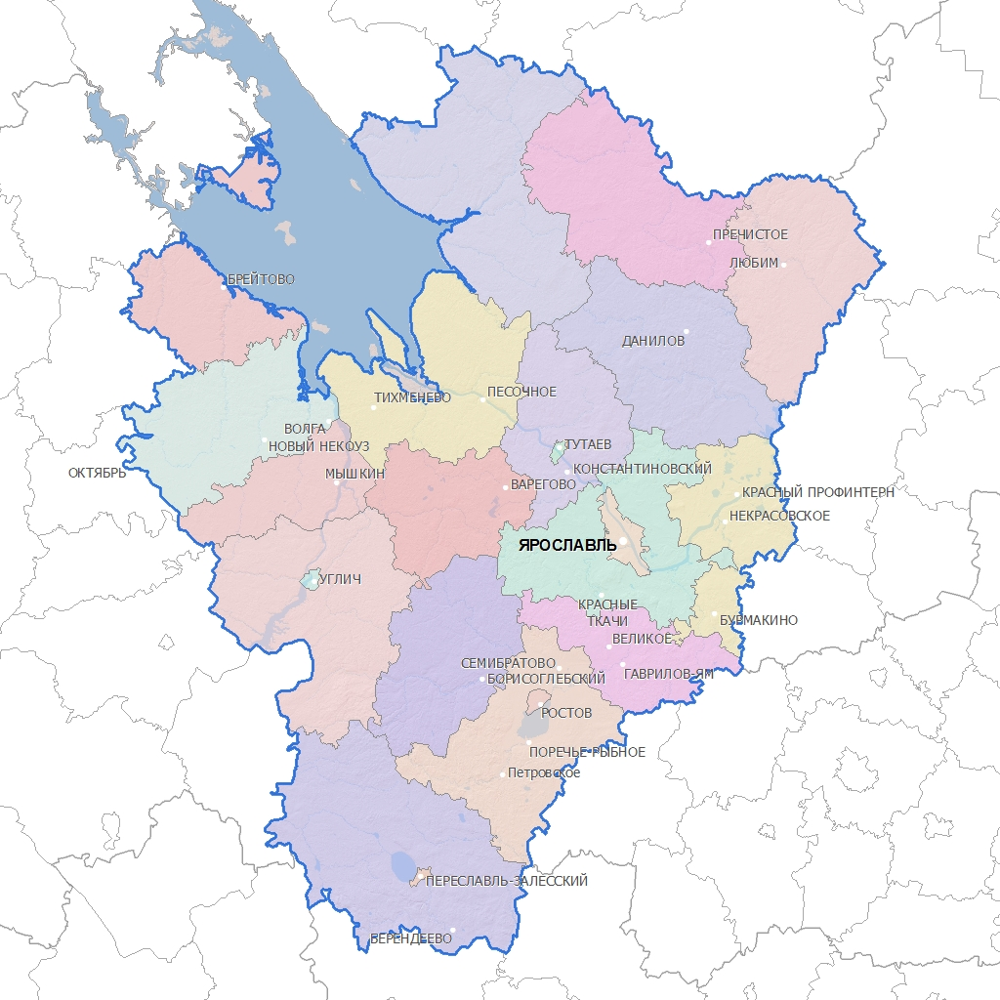 ПРЕЧИСТОЕ
ЛЮБИМ
БРЕЙТОВО
ДАНИЛОВ
ПЕСОЧНОЕ
ТИХМЕНЕВО
ВОЛГА
НОВЫЙ НЕКОУЗ
ТУТАЕВ
КОНСТАНТИНОВСКИЙ
ОКТЯБРЬ
МЫШКИН
ВАРЕГОВО
КРАСНЫЙ ПРОФИНТЕРН
НЕКРАСОВСКОЕ
ЯРОСЛАВЛЬ
УГЛИЧ
КРАСНЫЕ
ТКАЧИ
БУРМАКИНО
ВЕЛИКОЕ
СЕМИБРАТОВО
БОРИСОГЛЕБСКИЙ
ГАВРИЛОВ-ЯМ
РОСТОВ
ПОРЕЧЬЕ-РЫБНОЕ
Петровское
ПЕРЕСЛАВЛЬ-ЗАЛЕССКИЙ
БЕРЕНДЕЕВО